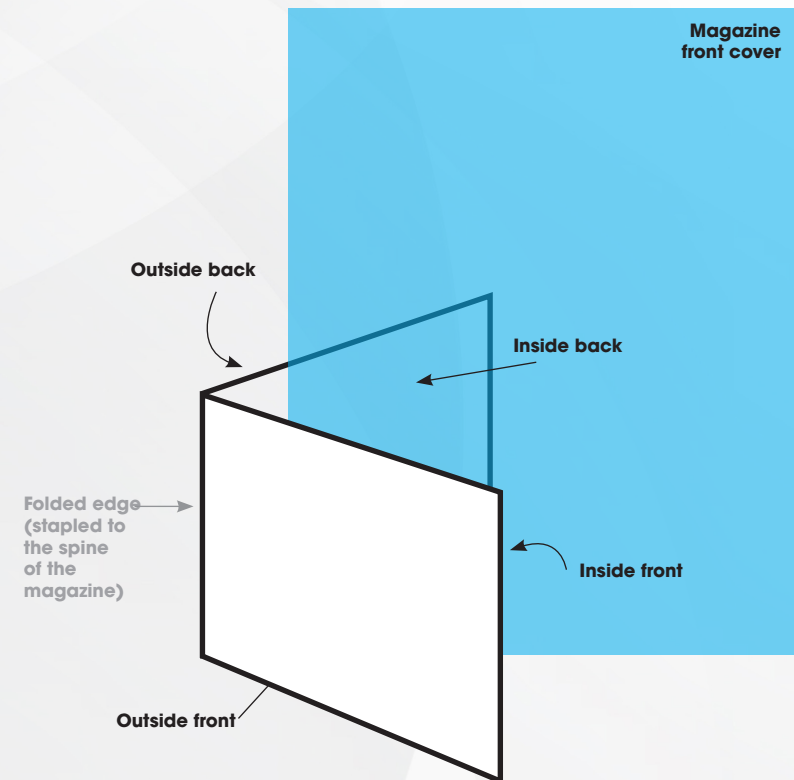 Magazine
front cover
Outside back
Inside back
Folded edge
(stapled to
the spine
of the
magazine)
Inside front
Outside front